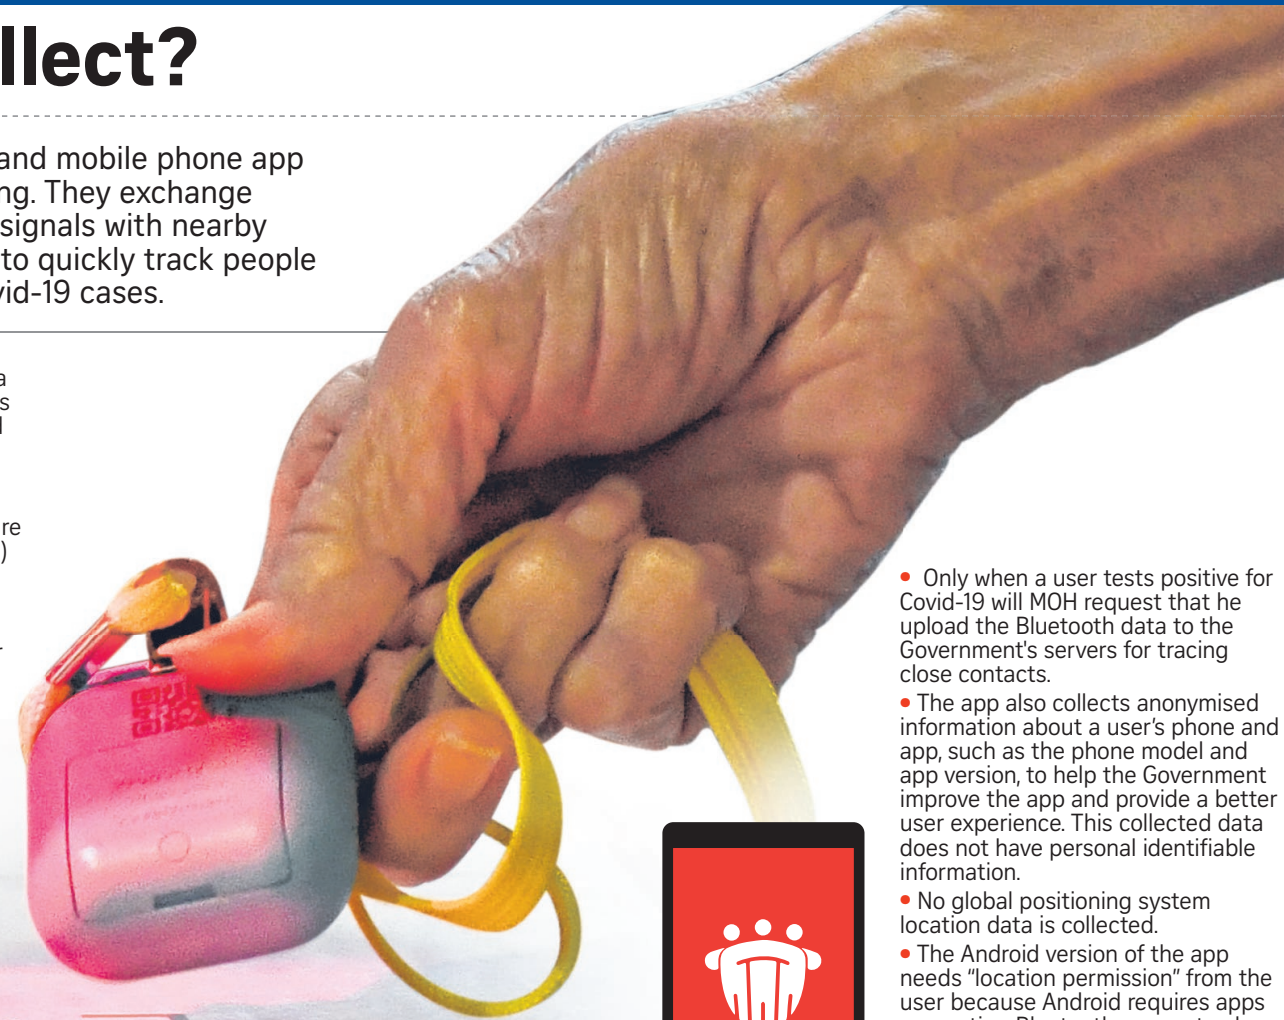 llect?
and mobile phone app
ng. They exchange
signals with nearby
to quickly track people
vid-19 cases.
a
s
l
re
)
• Only when a user tests positive for
Covid-19 will MOH request that he
upload the Bluetooth data to the
Government's servers for tracing
close contacts.
• The app also collects anonymised
information about a user’s phone and
app, such as the phone model and
app version, to help the Government
improve the app and provide a better
user experience. This collected data
does not have personal identifiable
information.
• No global positioning system
location data is collected.
• The Android version of the app
needs “location permission” from the
user because Android requires apps